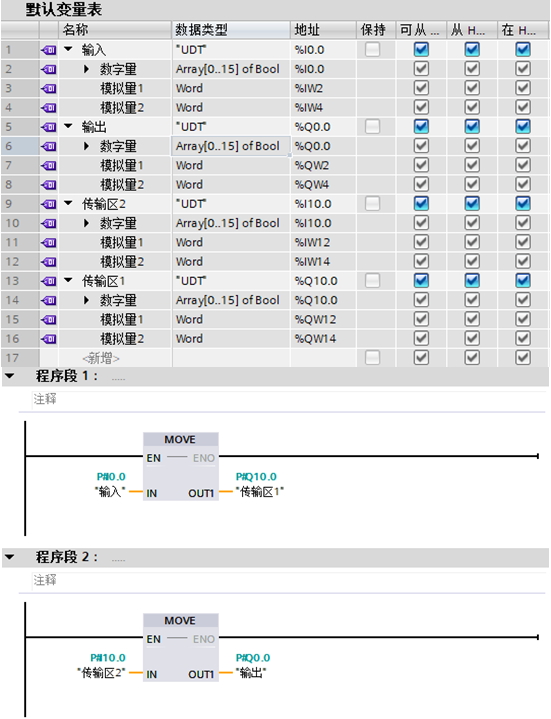 默认变量表
名称 数据类型 地址 保持 可从 ... 从 H... 在 H...
1 输入 "UDT" %I0.0
2 数字量 Array[0..15] of Bool %I0.0
3 模拟量1 Word %IW2
4 模拟量2 Word %IW4
5 输出 "UDT" %Q0.0
6 数字量 Array[0..15] of Bool %Q0.0
7 模拟量1 Word %QW2
8 模拟量2 Word %QW4
9 传输区2 "UDT" %I10.0
10 数字量 Array[0..15] of Bool %I10.0
11 模拟量1 Word %IW12
12 模拟量2 Word %IW14
13 传输区1 "UDT" %Q10.0
14 数字量 Array[0..15] of Bool %Q10.0
15 模拟量1 Word %QW12
16 模拟量2 Word %QW14
17 <新增>
程序段 1： .....
注释
MOVE
EN ENO
P#I0.0 P#Q10.0
"输入" IN OUT1 "传输区1"
程序段 2： .....
注释
MOVE
EN ENO
P#I10.0 P#Q0.0
"传输区2" IN OUT1 "输出"